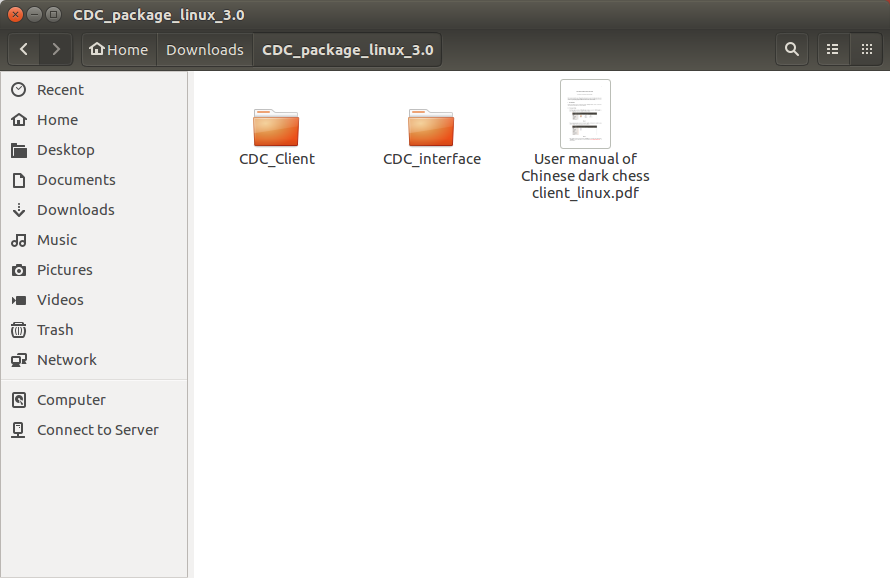 CDC_package_linux_3.0
Home
Downloads
CDC_package_linux_3.0
Recent
Home
Desktop
Documents
Downloads
Music
Pictures
Videos
Trash
Network
Computer
Connect to Server
CDC_Client
CDC_interface
User manual of
Chinese dark chess
client_linux.pdf